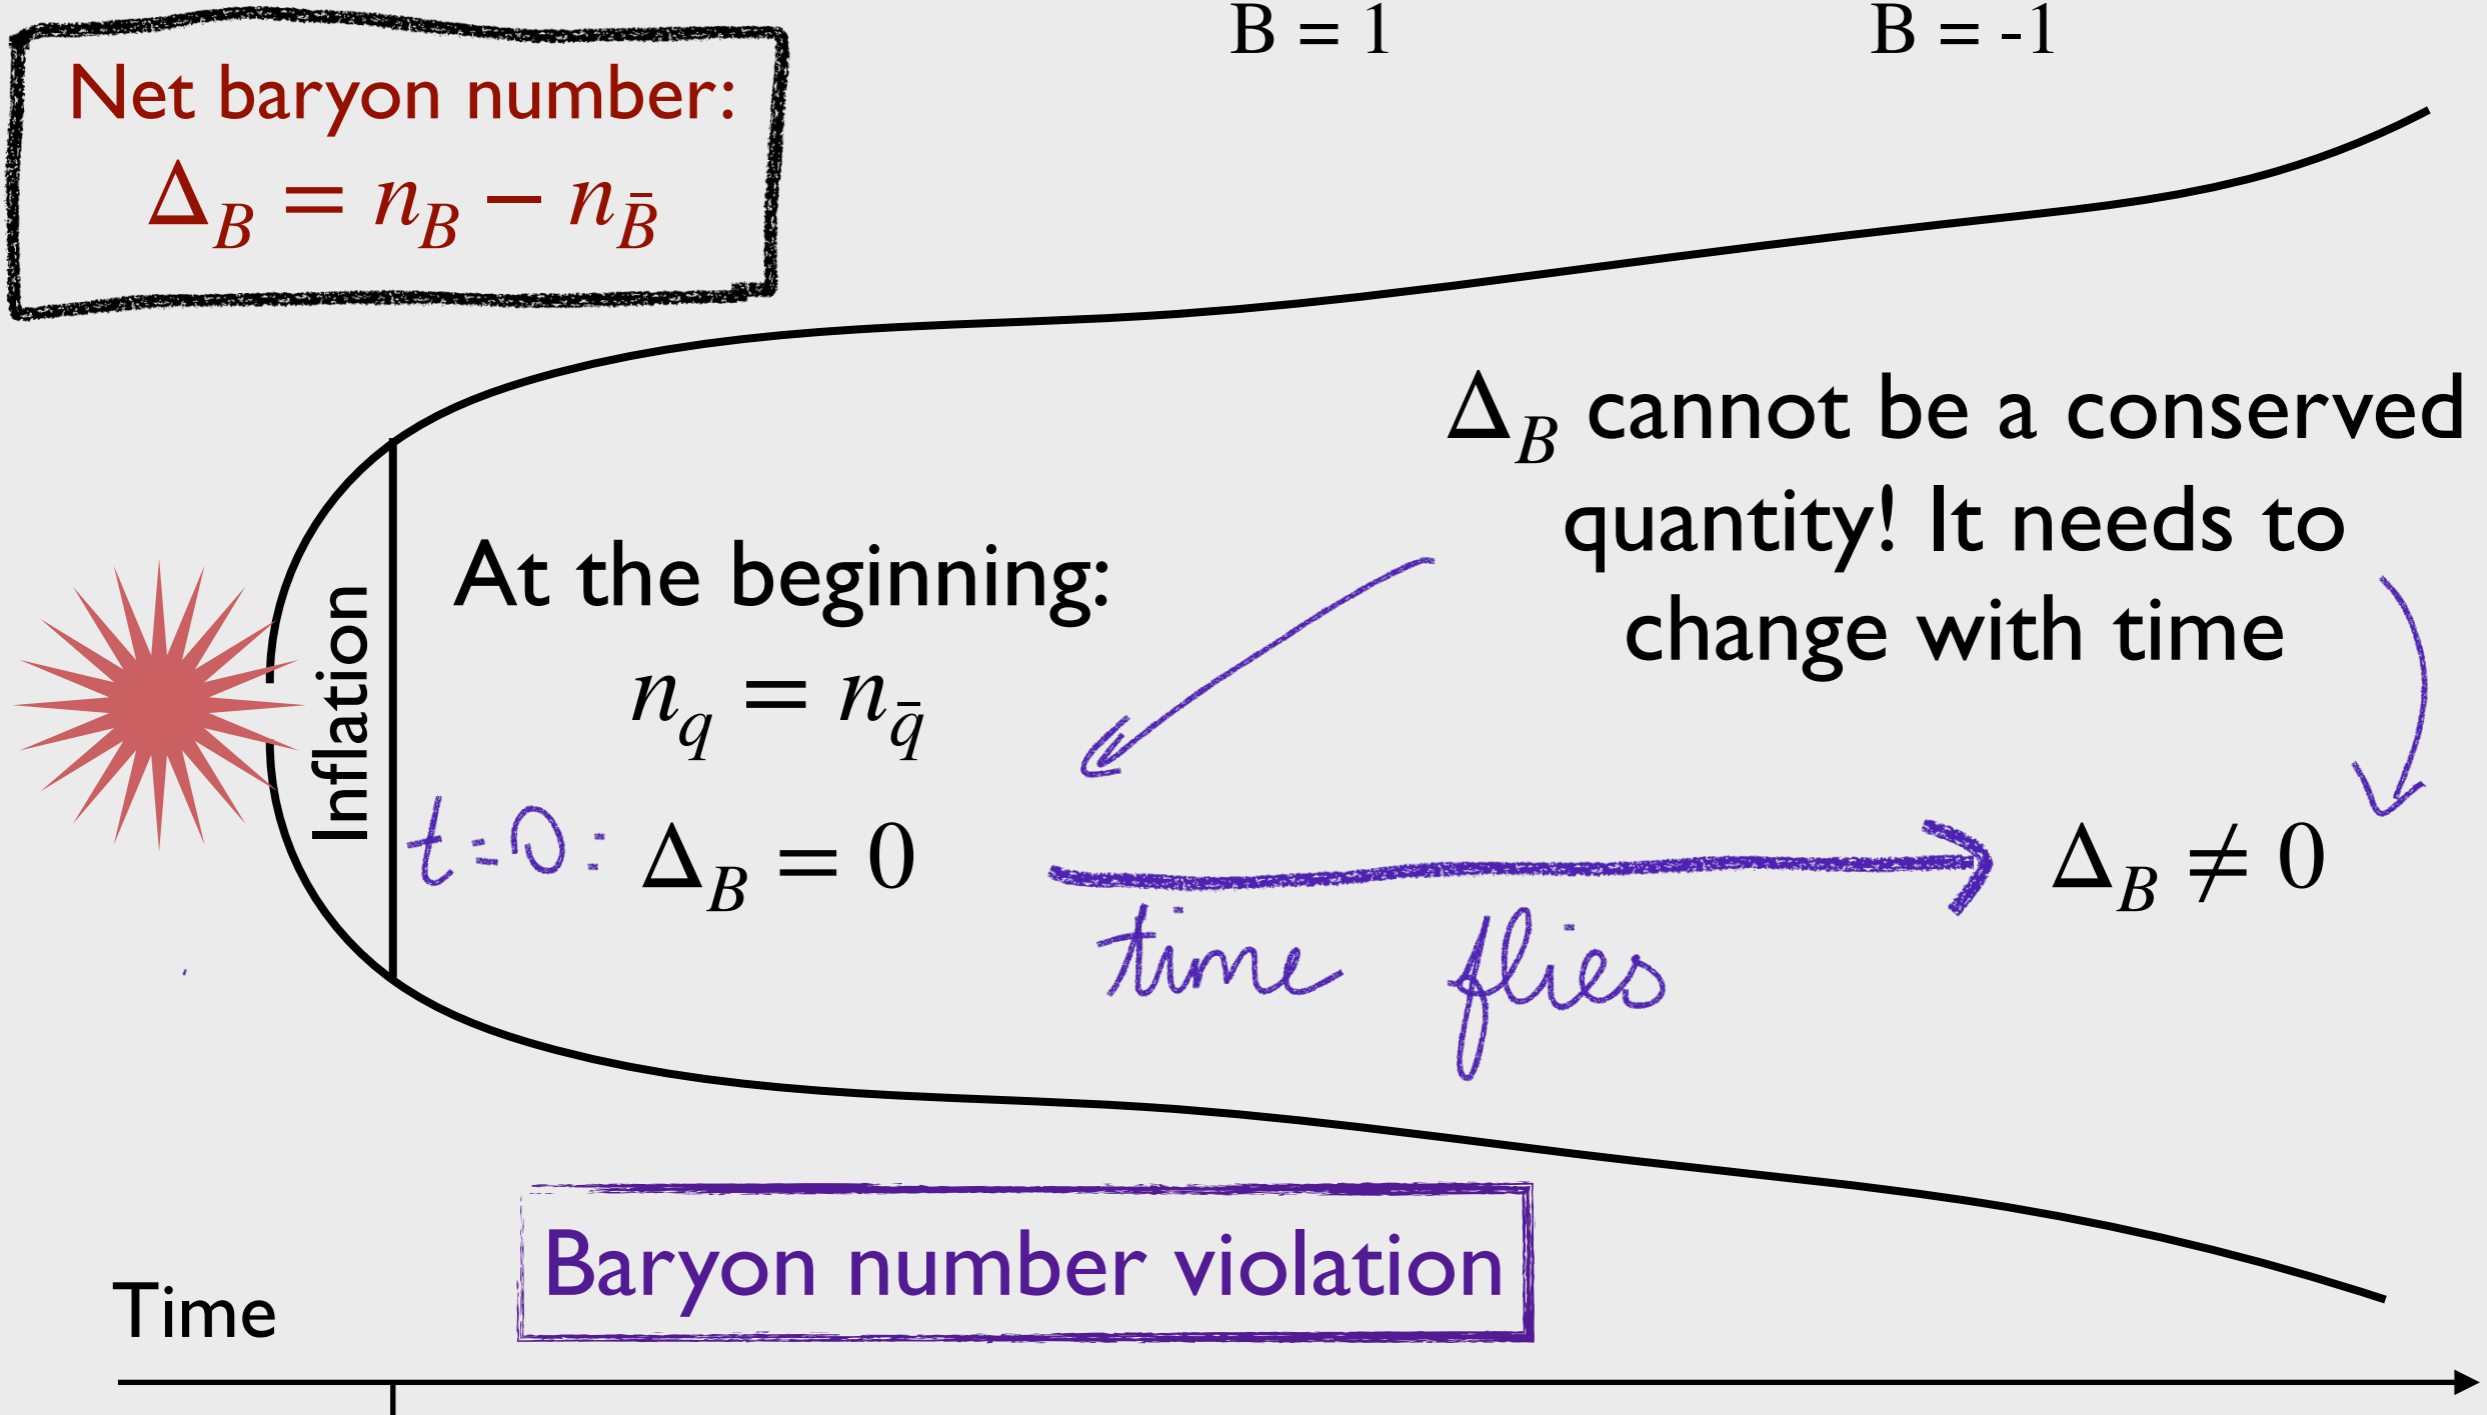 B = 1
B = -1
Net baryon number:
Δ_B = n_B − n_B̄
Δ_B cannot be a conserved
quantity! It needs to
change with time
Inflation
At the beginning:
n_q = n_q̄
t=0: Δ_B = 0
Δ_B ≠ 0
time flies
Baryon number violation
Time